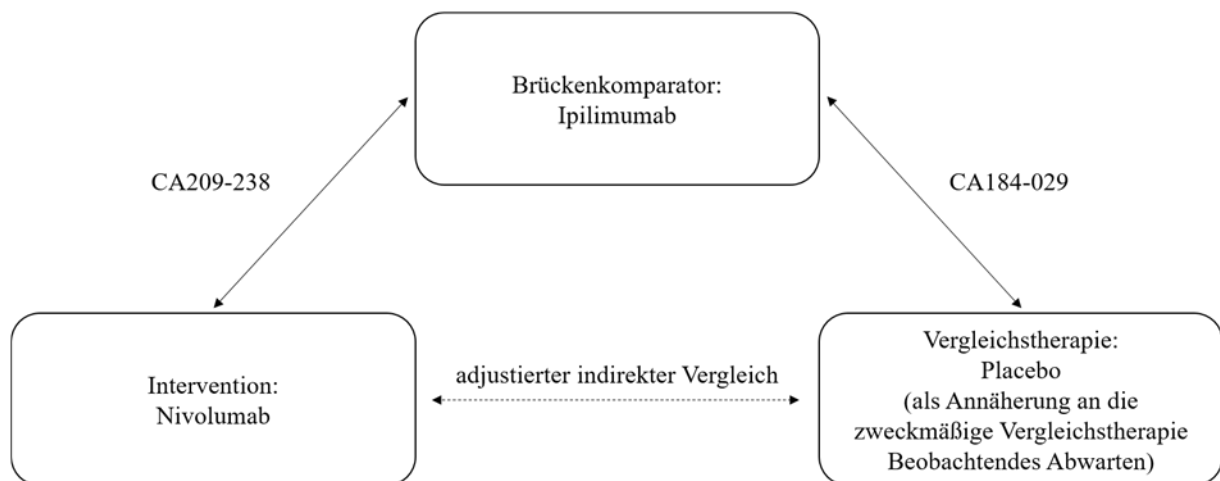 Brückenkomparator:
Ipilimumab
CA209-238
CA184-029
Intervention:
Nivolumab
adjustierter indirekter Vergleich
Vergleichstherapie:
Placebo
(als Annäherung an die
zweckmäßige Vergleichstherapie
Beobachtendes Abwarten)